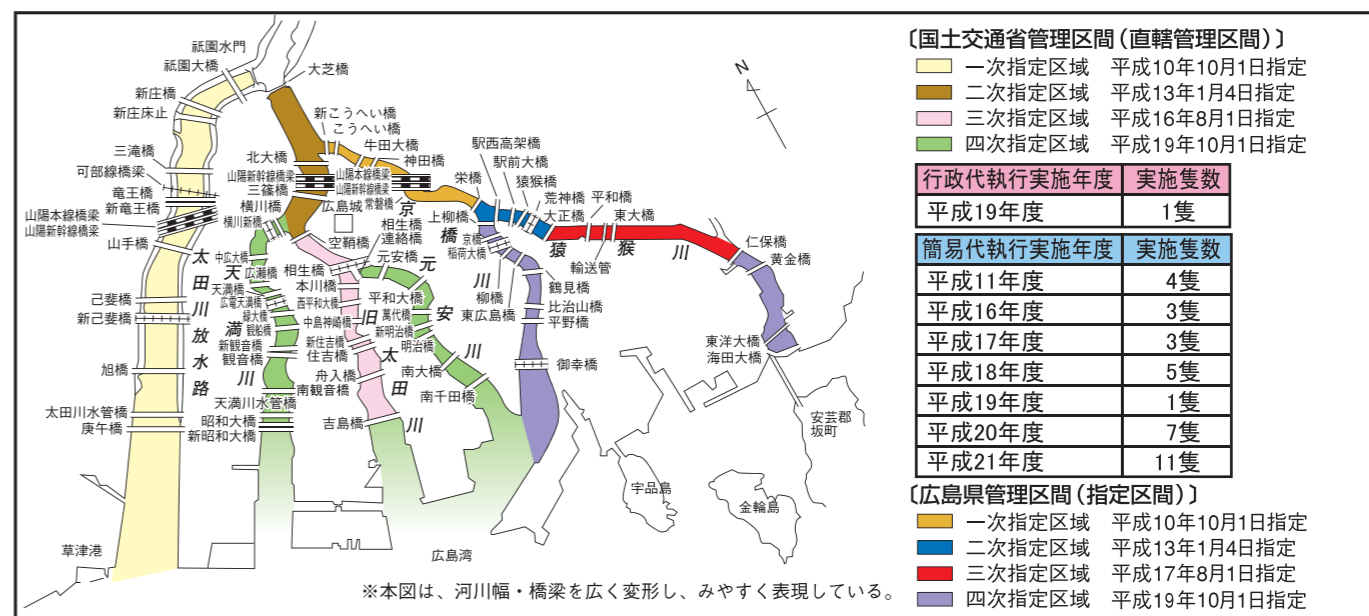 祇園水門
祇園大橋
大芝橋
新庄橋
新庄床止
新こうへい橋
こうへい橋
牛田大橋
神田橋
駅西高架橋
駅前大橋
猿猴橋
荒神橋
平和橋
東大橋
三滝橋
可部線橋梁
竜王橋
新竜王橋
山陽本線橋梁
山陽新幹線橋梁
山手橋
北大橋
山陽新幹線橋梁
三篠橋
横川橋
横川新橋
山陽本線橋梁
山陽新幹線橋梁
常磐橋
栄橋
上柳橋
大正橋
仁保橋
黄金橋
広島城
空鞘橋
相生橋
連絡橋
京橋
稲荷大橋
輸送管
京橋川
猿猴川
中広大橋
広瀬橋
天満橋
広電天満橋
緑大橋
観船橋
新観音橋
観音橋
相生橋
本川橋
西平和大橋
中島神崎橋
新住吉橋
住吉橋
舟入橋
元安橋
平和大橋
萬代橋
新明治橋
明治橋
南大橋
南千田橋
柳橋
東広島橋
鶴見橋
比治山橋
平野橋
御幸橋
東洋大橋
海田大橋
己斐橋
新己斐橋
旭橋
太田川水管橋
庚午橋
南観音橋
天満川水管橋
昭和大橋
新昭和大橋
吉島橋
太田川放水路
天満川
旧太田川
元安川
草津港
広島湾
宇品島
金輪島
安芸郡
坂町
N
※本図は、河川幅・橋梁を広く変形し、みやすく表現している。
〔国土交通省管理区間（直轄管理区間）〕
一次指定区域 平成10年10月1日指定
二次指定区域 平成13年1月4日指定
三次指定区域 平成16年8月1日指定
四次指定区域 平成19年10月1日指定
行政代執行実施年度 実施隻数
平成19年度 1隻
簡易代執行実施年度 実施隻数
平成11年度 4隻
平成16年度 3隻
平成17年度 3隻
平成18年度 5隻
平成19年度 1隻
平成20年度 7隻
平成21年度 11隻
〔広島県管理区間（指定区間）〕
一次指定区域 平成10年10月1日指定
二次指定区域 平成13年1月4日指定
三次指定区域 平成17年8月1日指定
四次指定区域 平成19年10月1日指定